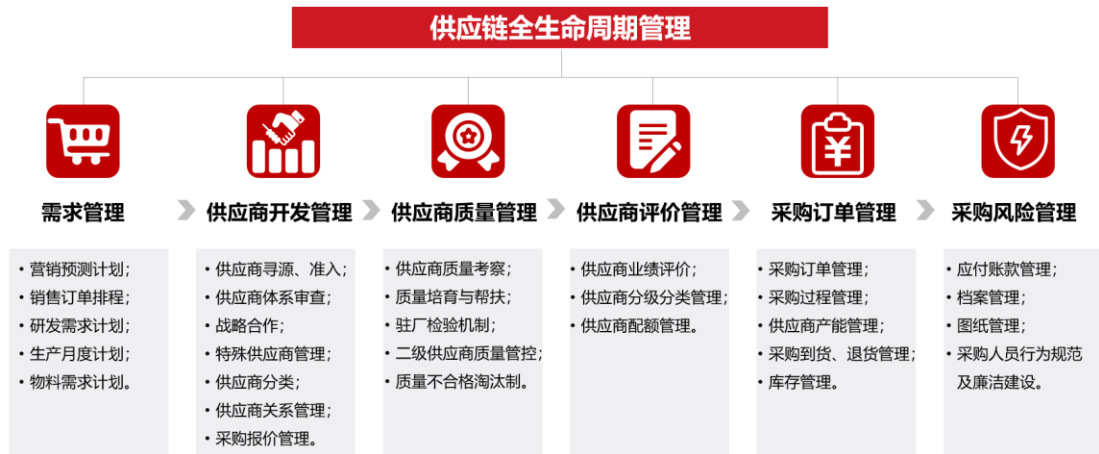 供应链全生命周期管理
需求管理
供应商开发管理
供应商质量管理
供应商评价管理
采购订单管理
采购风险管理
• 营销预测计划；
• 销售订单排程；
• 研发需求计划；
• 生产月度计划；
• 物料需求计划。
• 供应商寻源、准入；
• 供应商体系审查；
• 战略合作；
• 特殊供应商管理；
• 供应商分类；
• 供应商关系管理；
• 采购报价管理。
• 供应商质量考察；
• 质量培育与帮扶；
• 驻厂检验机制；
• 二级供应商质量管控；
• 质量不合格淘汰制。
• 供应商业绩评价；
• 供应商分级分类管理；
• 供应商配额管理。
• 采购订单管理；
• 采购过程管理；
• 供应商产能管理；
• 采购到货、退货管理；
• 库存管理。
• 应付账款管理；
• 档案管理；
• 图纸管理；
• 采购人员行为规范
及廉洁建设。